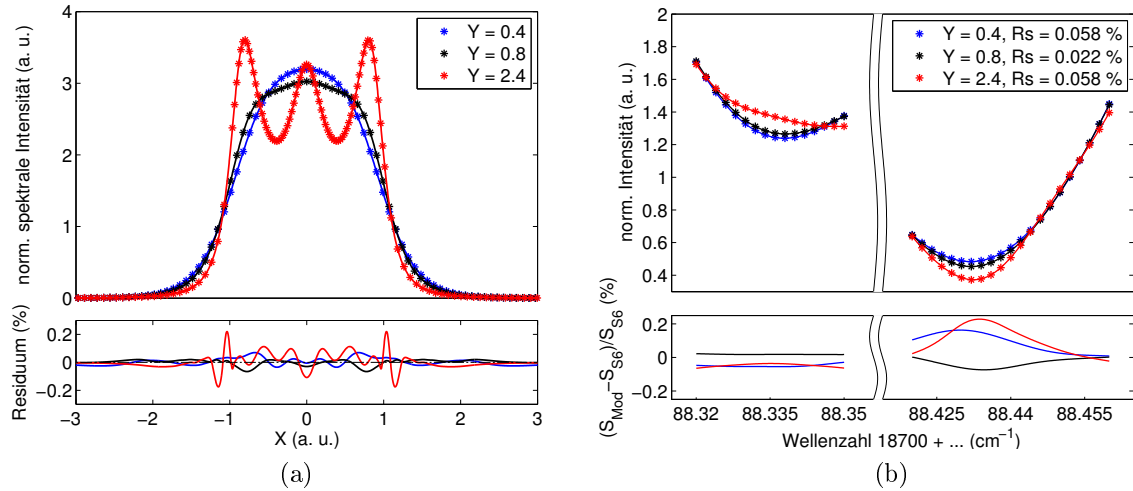 norm. spektrale Intensität (a. u.)
4
3
2
1
0
Y = 0.4
Y = 0.8
Y = 2.4
Residuum (%)
0.2
0
−0.2
−3 −2 −1 0 1 2 3
X (a. u.)
(a)
norm. Intensität (a. u.)
2
1.8
1.6
1.4
1.2
1
0.8
0.6
0.4
Y = 0.4, Rs = 0.058 %
Y = 0.8, Rs = 0.022 %
Y = 2.4, Rs = 0.058 %
(S_Mod−S_S6)/S_S6 (%)
0.2
0
−0.2
88.32 88.335 88.35 88.425 88.44 88.455
Wellenzahl 18700 + ... (cm⁻¹)
(b)